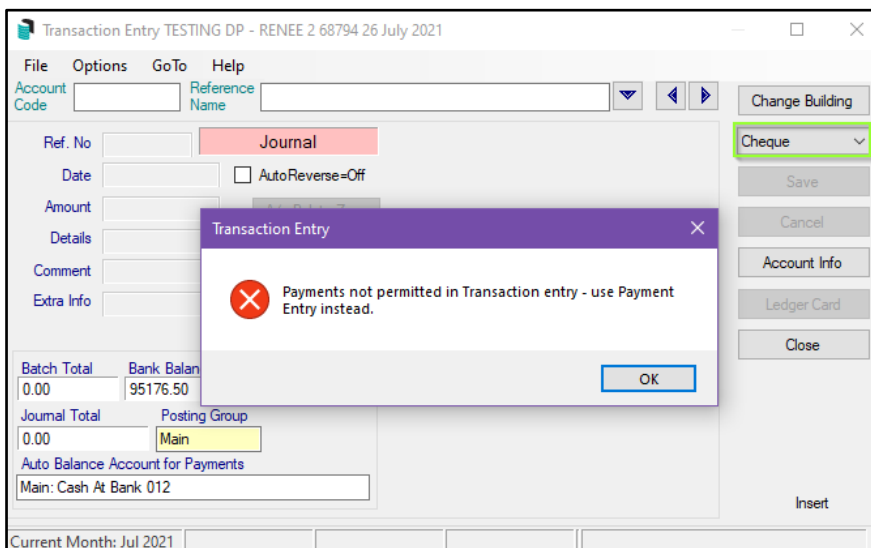 Transaction Entry TESTING DP - RENEE 2 68794 26 July 2021
File Options GoTo Help
Account Code
Reference Name
Change Building
Ref. No
Journal
Cheque
Date
AutoReverse=Off
Save
Amount
Details
Cancel
Comment
Account Info
Extra Info
Ledger Card
Close
Transaction Entry
Payments not permitted in Transaction entry - use Payment
Entry instead.
OK
Batch Total
Bank Balan
0.00
95176.50
Journal Total
Posting Group
0.00
Main
Auto Balance Account for Payments
Main: Cash At Bank 012
Insert
Current Month: Jul 2021